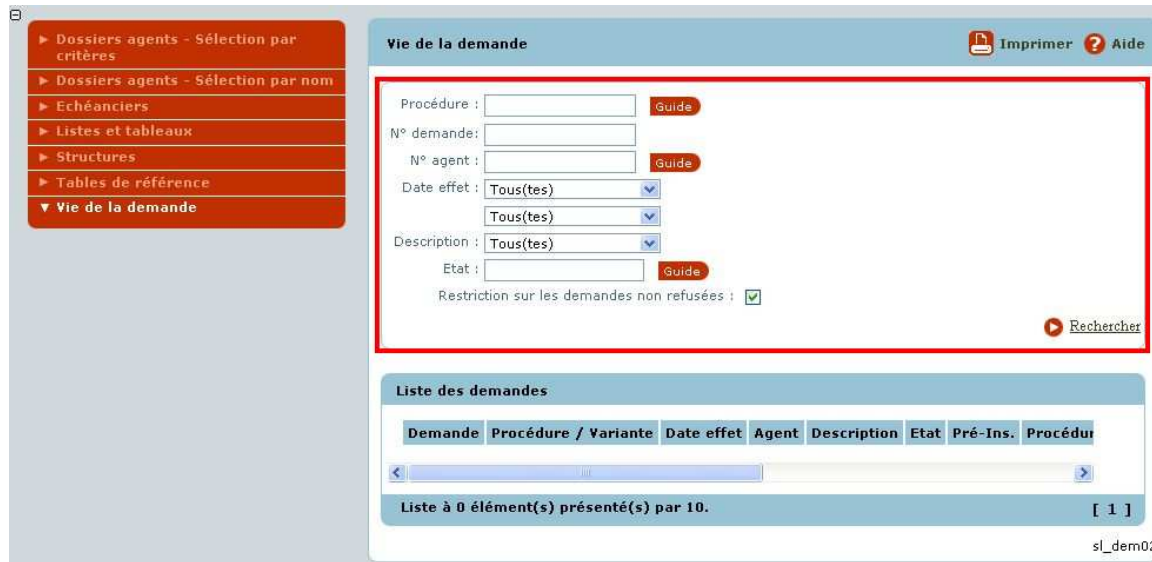 ► Dossiers agents - Sélection par
critères
► Dossiers agents - Sélection par nom
► Echéanciers
► Listes et tableaux
► Structures
► Tables de référence
▼ Vie de la demande
Vie de la demande
Imprimer ? Aide
Procédure : Guide
N° demande:
N° agent : Guide
Date effet : Tous(tes)
Tous(tes)
Description : Tous(tes)
Etat : Guide
Restriction sur les demandes non refusées :
Rechercher
Liste des demandes
Demande Procédure / Variante Date effet Agent Description Etat Pré-Ins. Procédur
Liste à 0 élément(s) présenté(s) par 10. [ 1 ]
sl_dem02